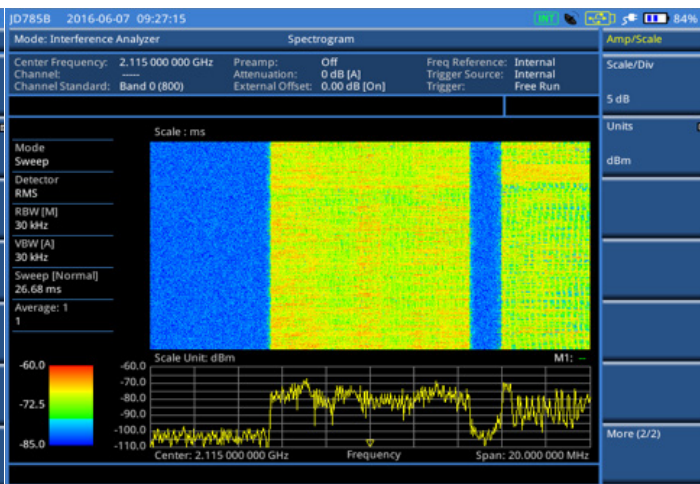 JD785B 2016-06-07 09:27:15 INT 84%
Mode: Interference Analyzer Spectrogram
Center Frequency: 2.115 000 000 GHz Preamp: Off Freq Reference: Internal
Channel: ----- Attenuation: 0 dB [A] Trigger Source: Internal
Channel Standard: Band 0 (800) External Offset: 0.00 dB [On] Trigger: Free Run
Amp/Scale
Scale/Div
5 dB
Units
dBm
More (2/2)
Scale : ms
Mode
Sweep
Detector
RMS
RBW [M]
30 kHz
VBW [A]
30 kHz
Sweep [Normal]
26.68 ms
Average: 1
1
-60.0
-72.5
-85.0
Scale Unit: dBm M1: --
-60.0
-70.0
-80.0
-90.0
-100.0
-110.0
Center: 2.115 000 000 GHz Frequency Span: 20.000 000 MHz